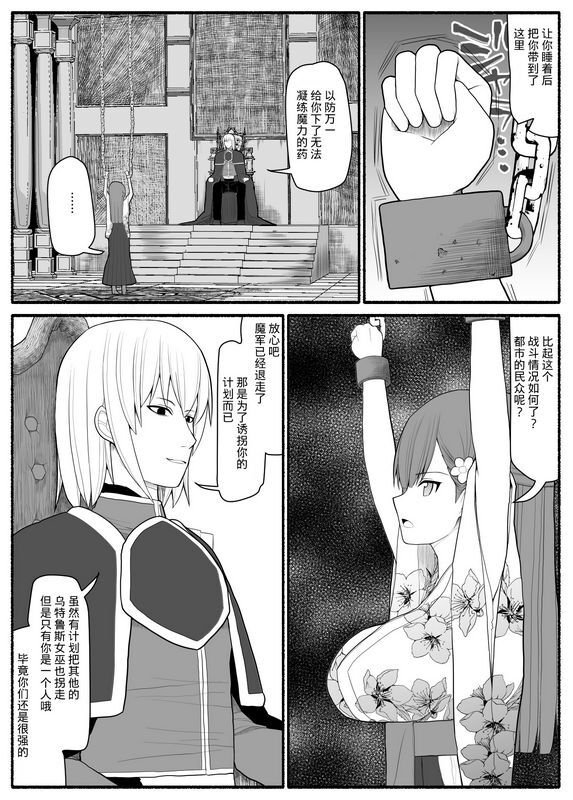 让你睡着后
把你带到了
这里
以防万一
给你下了无法
凝练魔力的药
……
比起这个
战斗情况如何了？
都市的民众呢？
放心吧
魔军已经退走了
那是为了诱拐你的
计划而已
虽然有计划把其他的
乌特鲁斯女巫也拐走
但是只有你是一个人哦
毕竟你们还是很强的